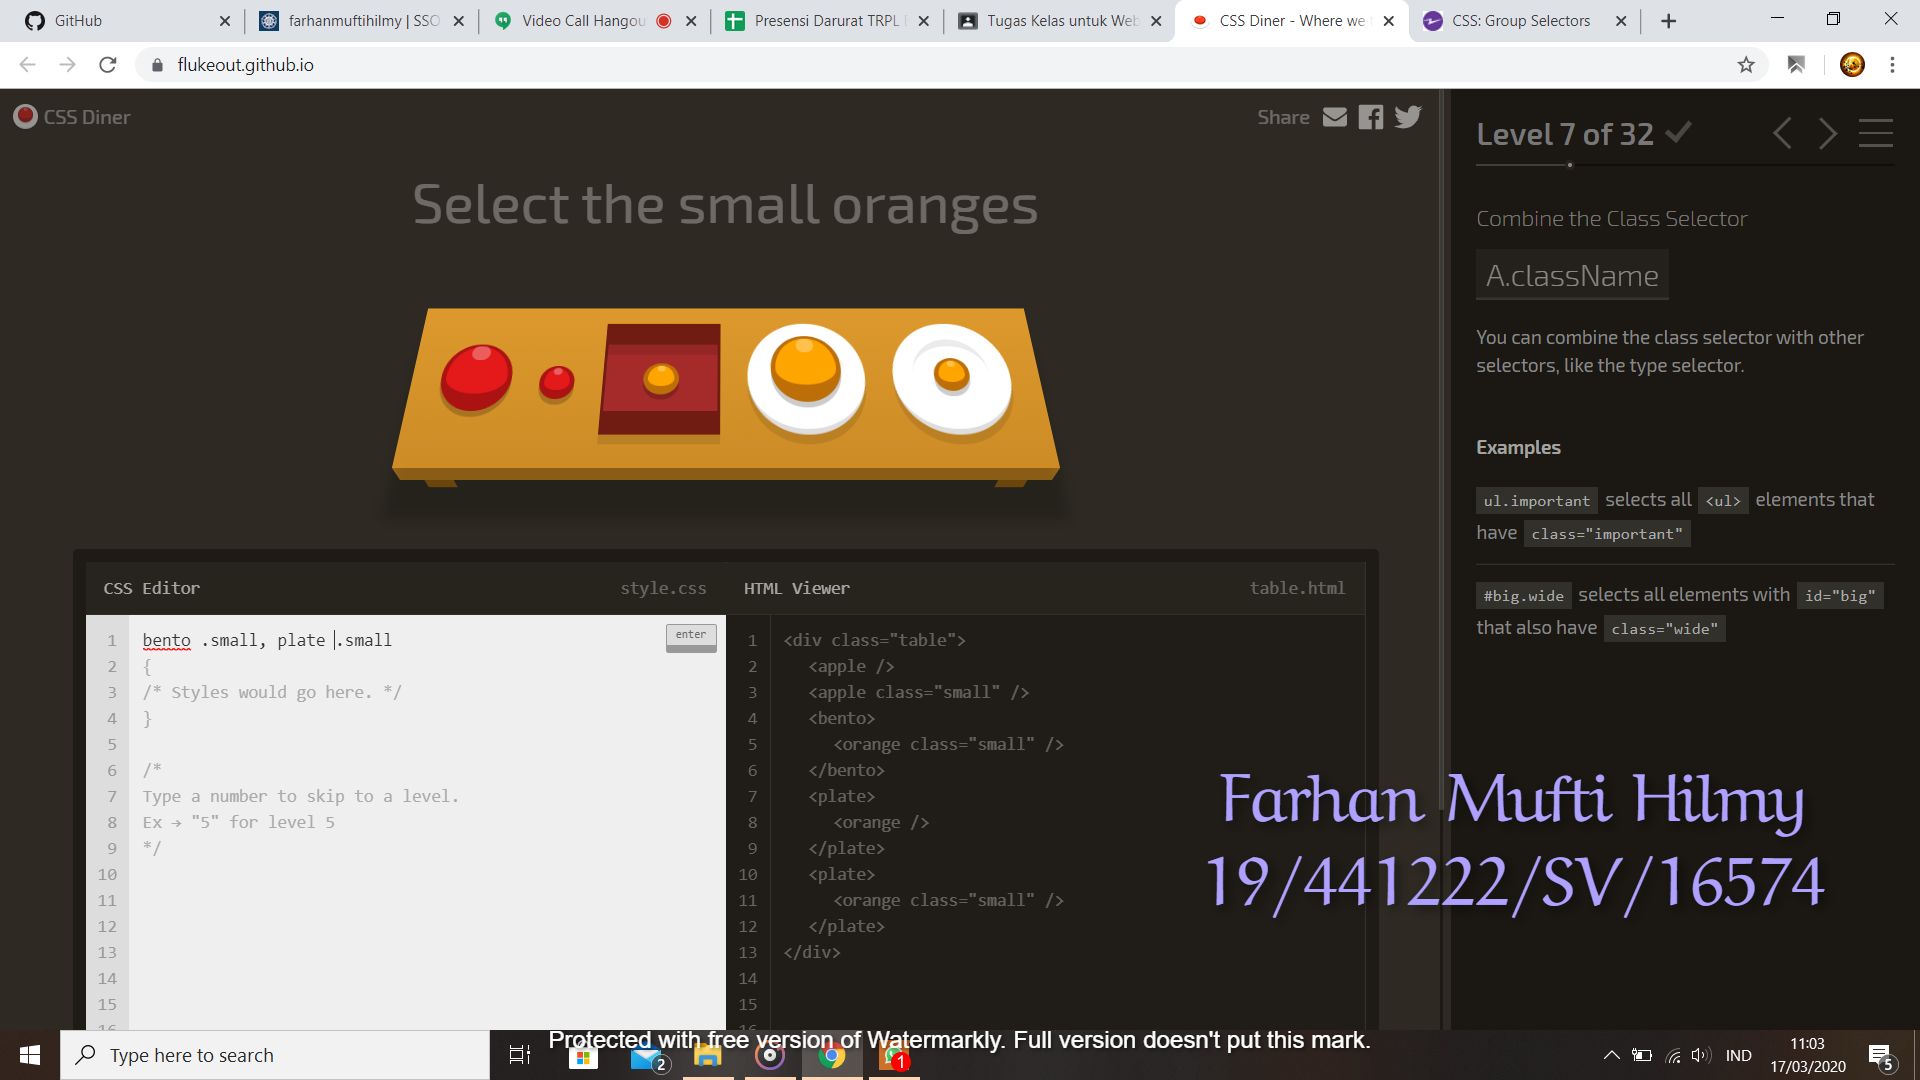 GitHub
farhanmuftihilmy | SSO
Video Call Hangou
Presensi Darurat TRPL
Tugas Kelas untuk Web
CSS Diner - Where we
CSS: Group Selectors
flukeout.github.io
CSS Diner
Share
Level 7 of 32
Select the small oranges
Combine the Class Selector
A.className
You can combine the class selector with other
selectors, like the type selector.
Examples
ul.important selects all <ul> elements that
have class="important"
#big.wide selects all elements with id="big"
that also have class="wide"
CSS Editor
style.css
1 bento .small, plate .small
2 {
3 /* Styles would go here. */
4 }
5
6 /*
7 Type a number to skip to a level.
8 Ex → "5" for level 5
9 */
10
11
12
13
14
15
16
enter
HTML Viewer
table.html
1 <div class="table">
2 <apple />
3 <apple class="small" />
4 <bento>
5 <orange class="small" />
6 </bento>
7 <plate>
8 <orange />
9 </plate>
10 <plate>
11 <orange class="small" />
12 </plate>
13 </div>
14
15
16
Farhan Mufti Hilmy
19/441222/SV/16574
Protected with free version of Watermarkly. Full version doesn't put this mark.
Type here to search
2
1
IND
11:03
17/03/2020
5